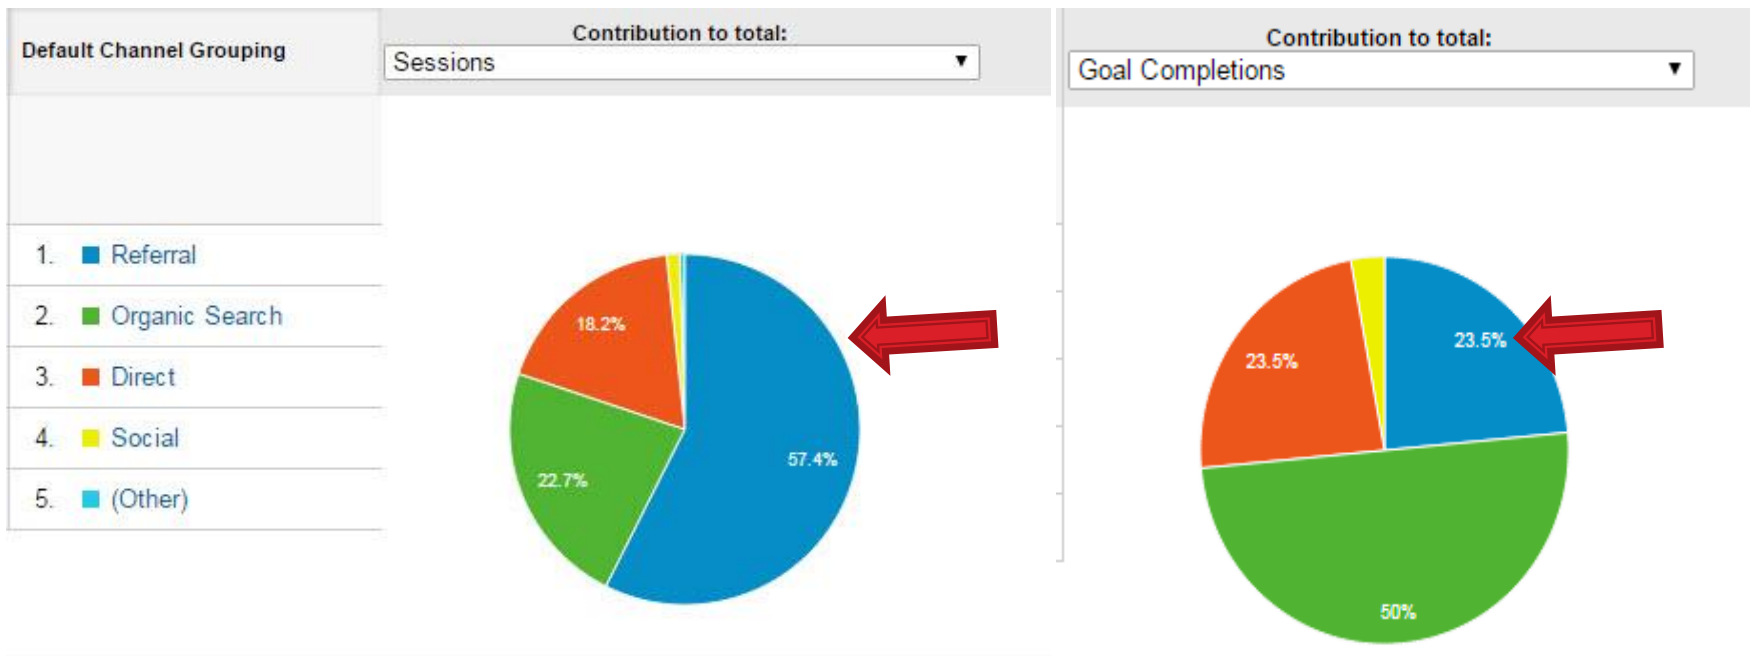 Default Channel Grouping
Contribution to total:
Sessions
Contribution to total:
Goal Completions
1. Referral
2. Organic Search
3. Direct
4. Social
5. (Other)
18.2%
57.4%
22.7%
23.5%
23.5%
50%